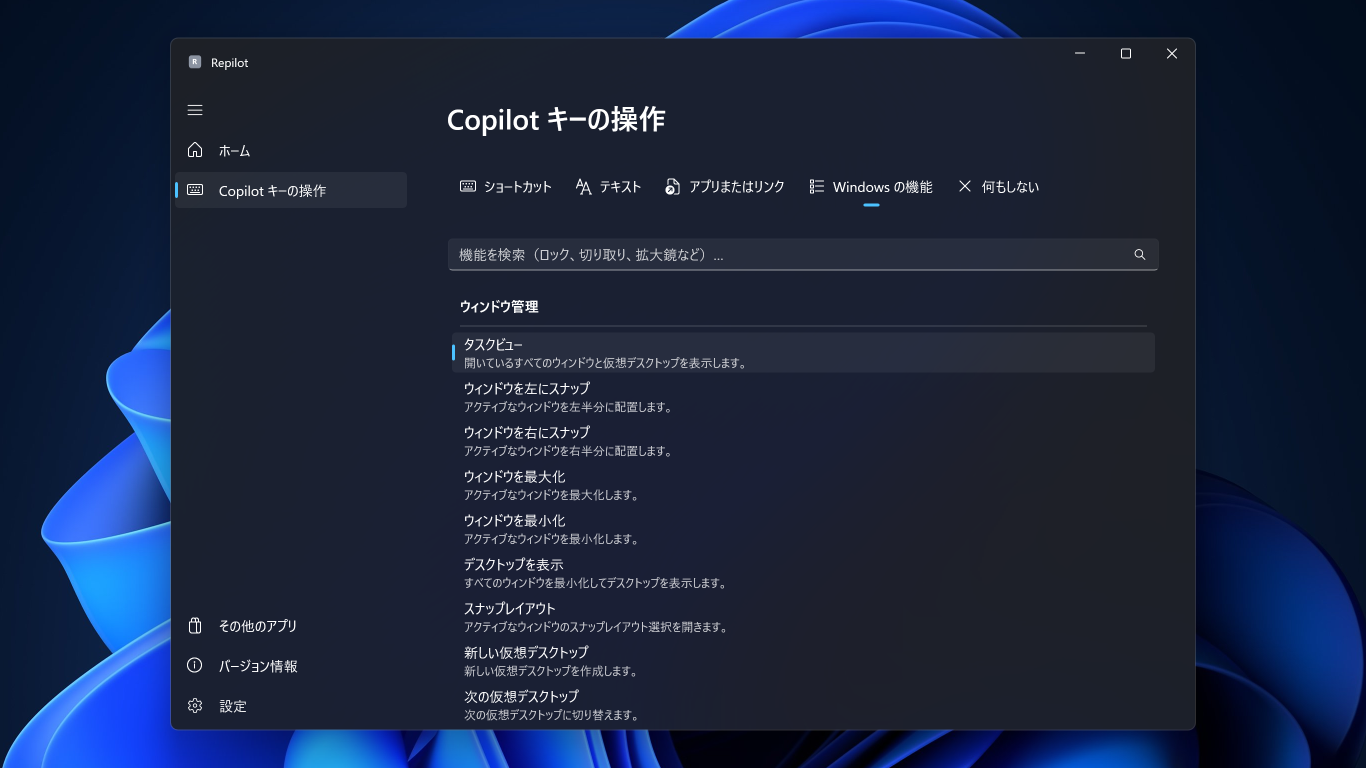 Repilot
ホーム
Copilot キーの操作
その他のアプリ
バージョン情報
設定
Copilot キーの操作
ショートカット テキスト アプリまたはリンク Windows の機能 何もしない
機能を検索（ロック、切り取り、拡大鏡など）...
ウィンドウ管理
タスクビュー
開いているすべてのウィンドウと仮想デスクトップを表示します。
ウィンドウを左にスナップ
アクティブなウィンドウを左半分に配置します。
ウィンドウを右にスナップ
アクティブなウィンドウを右半分に配置します。
ウィンドウを最大化
アクティブなウィンドウを最大化します。
ウィンドウを最小化
アクティブなウィンドウを最小化します。
デスクトップを表示
すべてのウィンドウを最小化してデスクトップを表示します。
スナップレイアウト
アクティブなウィンドウのスナップレイアウト選択を開きます。
新しい仮想デスクトップ
新しい仮想デスクトップを作成します。
次の仮想デスクトップ
次の仮想デスクトップに切り替えます。